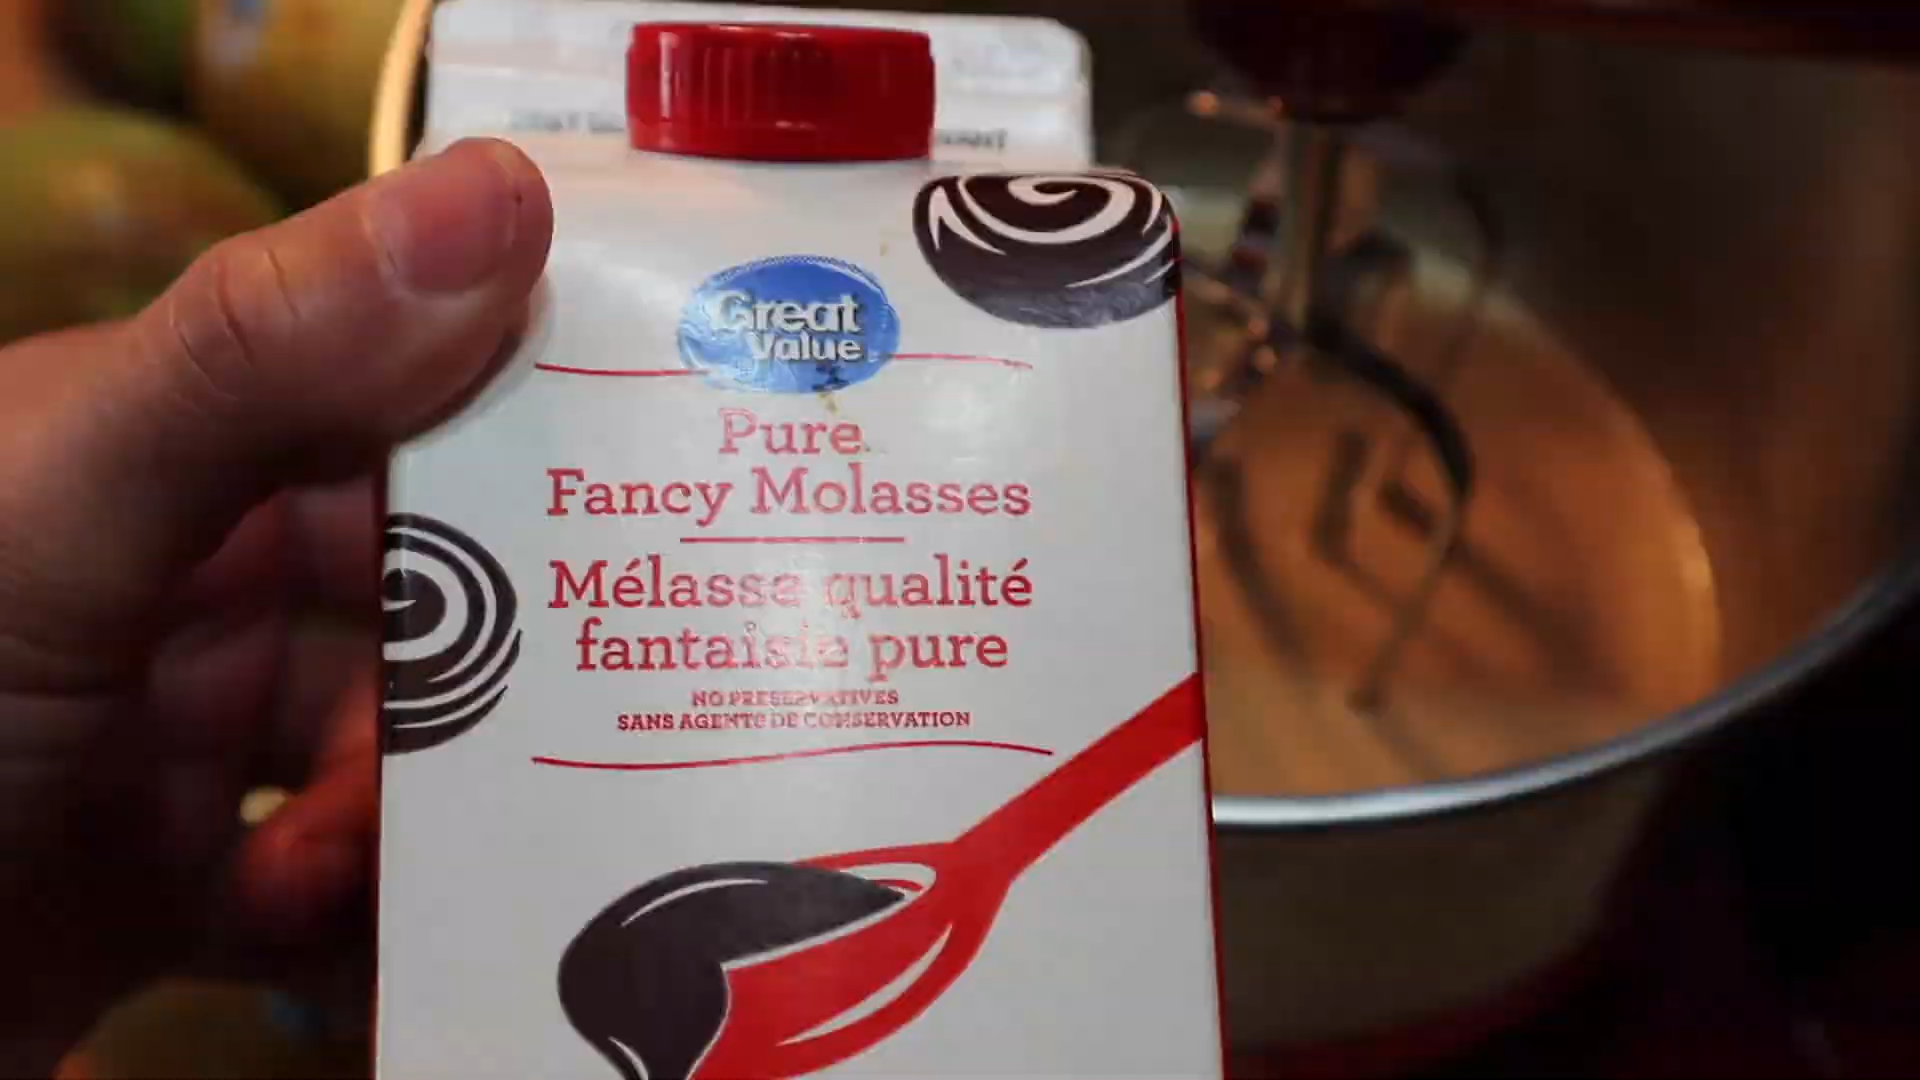 Great
Value
Pure
Fancy Molasses
Mélasse qualité
fantaisie pure
NO PRESERVATIVES
SANS AGENTS DE CONSERVATION